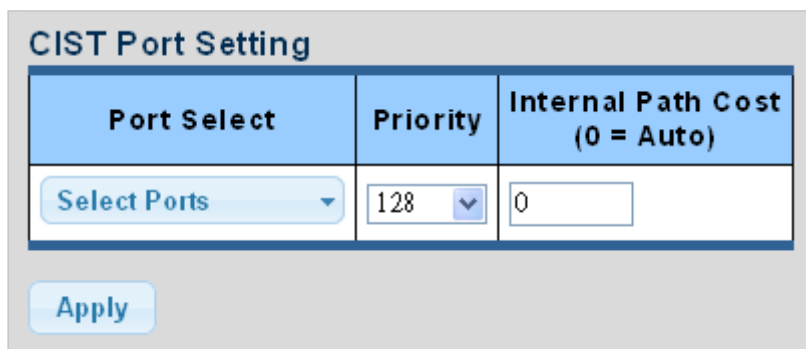 CIST Port Setting
Port Select
Priority
Internal Path Cost
(0 = Auto)
Select Ports
128
0
Apply